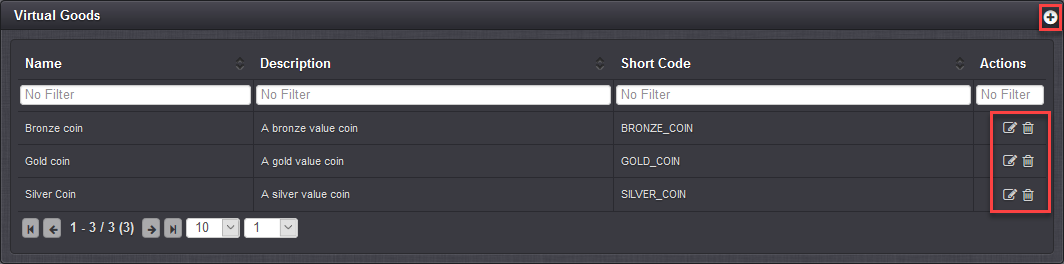 Virtual Goods
Name Description Short Code Actions
No Filter No Filter No Filter No Filter
Bronze coin A bronze value coin BRONZE_COIN
Gold coin A gold value coin GOLD_COIN
Silver Coin A silver value coin SILVER_COIN
1 - 3 / 3 (3) 10 1